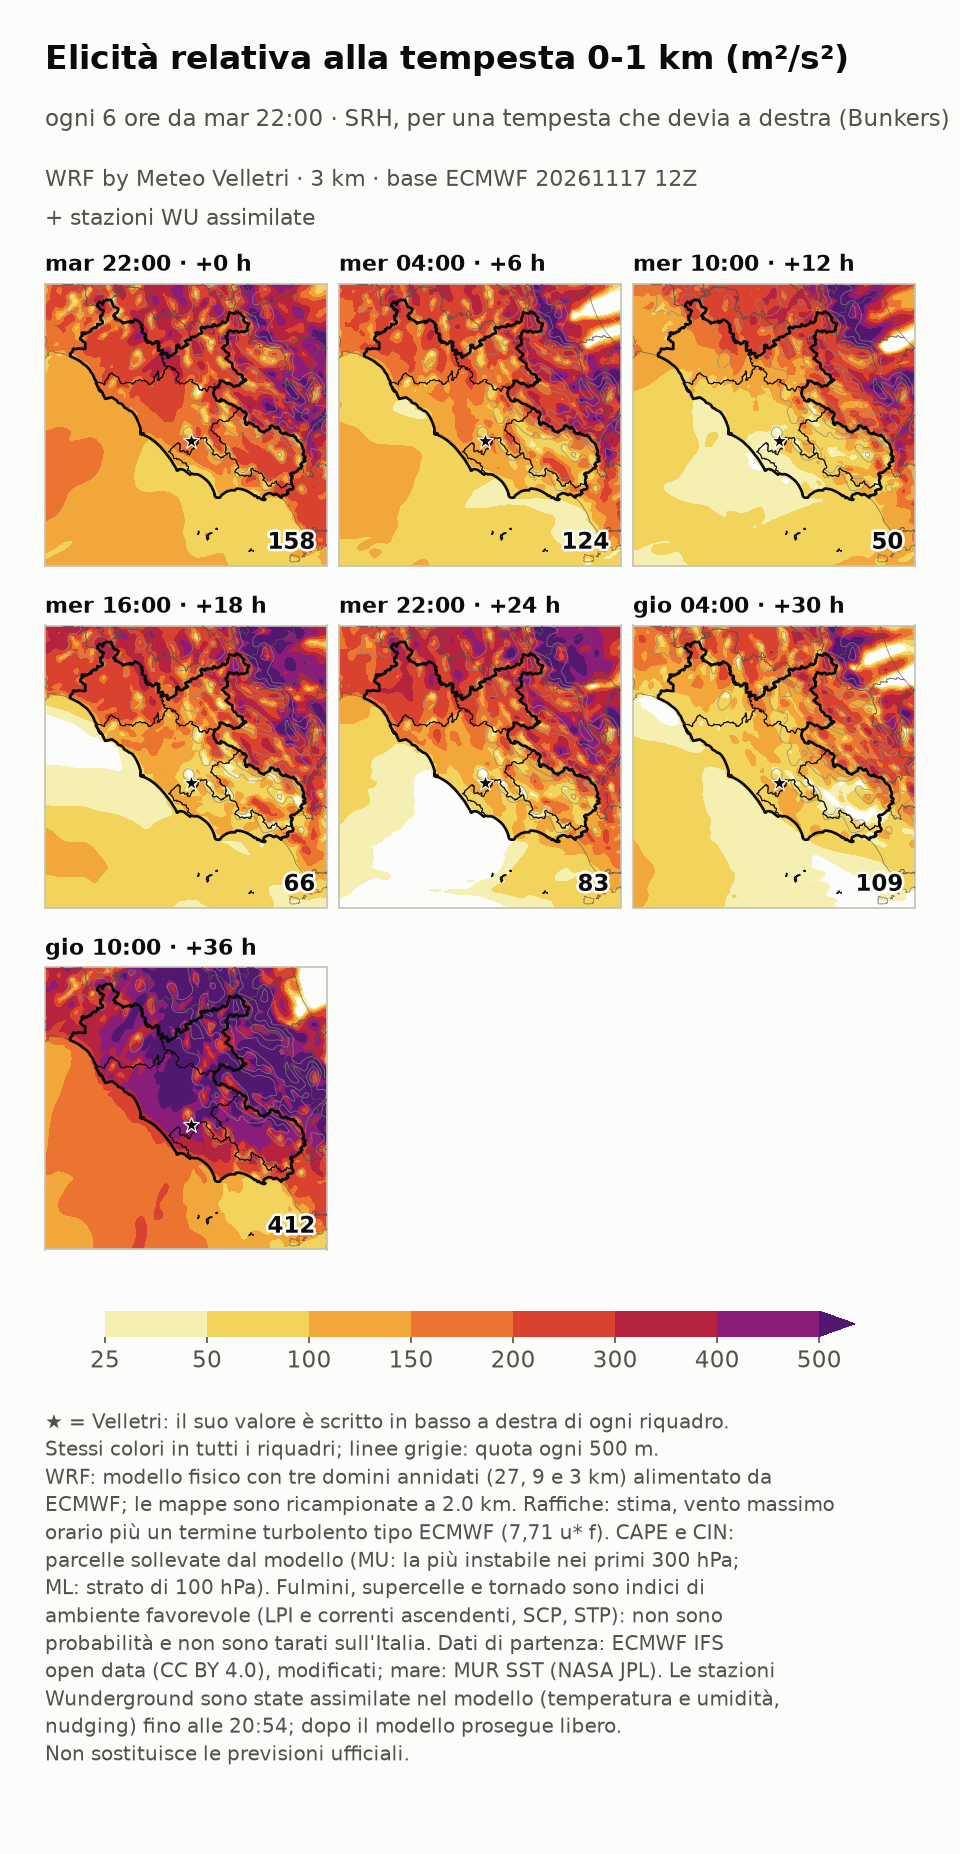 Elicità relativa alla tempesta 0-1 km (m²/s²)
ogni 6 ore da mar 22:00 · SRH, per una tempesta che devia a destra (Bunkers)
WRF by Meteo Velletri · 3 km · base ECMWF 20261117 12Z
+ stazioni WU assimilate
mar 22:00 · +0 h
mer 04:00 · +6 h
mer 10:00 · +12 h
158
124
50
mer 16:00 · +18 h
mer 22:00 · +24 h
gio 04:00 · +30 h
66
83
109
gio 10:00 · +36 h
412
25 50 100 150 200 300 400 500
★ = Velletri: il suo valore è scritto in basso a destra di ogni riquadro.
Stessi colori in tutti i riquadri; linee grigie: quota ogni 500 m.
WRF: modello fisico con tre domini annidati (27, 9 e 3 km) alimentato da
ECMWF; le mappe sono ricampionate a 2.0 km. Raffiche: stima, vento massimo
orario più un termine turbolento tipo ECMWF (7,71 u* f). CAPE e CIN:
parcelle sollevate dal modello (MU: la più instabile nei primi 300 hPa;
ML: strato di 100 hPa). Fulmini, supercelle e tornado sono indici di
ambiente favorevole (LPI e correnti ascendenti, SCP, STP): non sono
probabilità e non sono tarati sull'Italia. Dati di partenza: ECMWF IFS
open data (CC BY 4.0), modificati; mare: MUR SST (NASA JPL). Le stazioni
Wunderground sono state assimilate nel modello (temperatura e umidità,
nudging) fino alle 20:54; dopo il modello prosegue libero.
Non sostituisce le previsioni ufficiali.